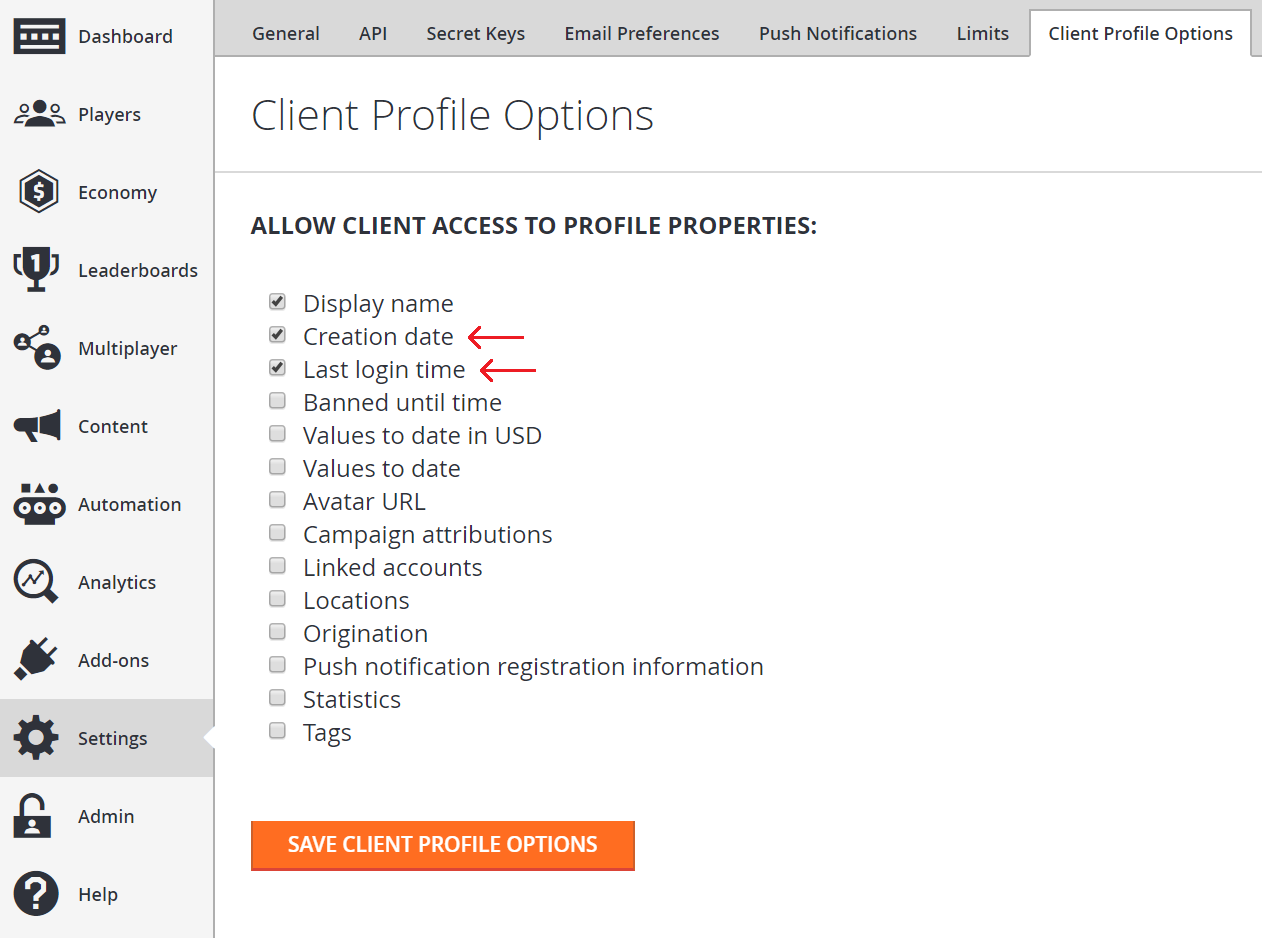 Dashboard
Players
Economy
Leaderboards
Multiplayer
Content
Automation
Analytics
Add-ons
Settings
Admin
Help
General API Secret Keys Email Preferences Push Notifications Limits Client Profile Options
Client Profile Options
ALLOW CLIENT ACCESS TO PROFILE PROPERTIES:
Display name
Creation date
Last login time
Banned until time
Values to date in USD
Values to date
Avatar URL
Campaign attributions
Linked accounts
Locations
Origination
Push notification registration information
Statistics
Tags
SAVE CLIENT PROFILE OPTIONS